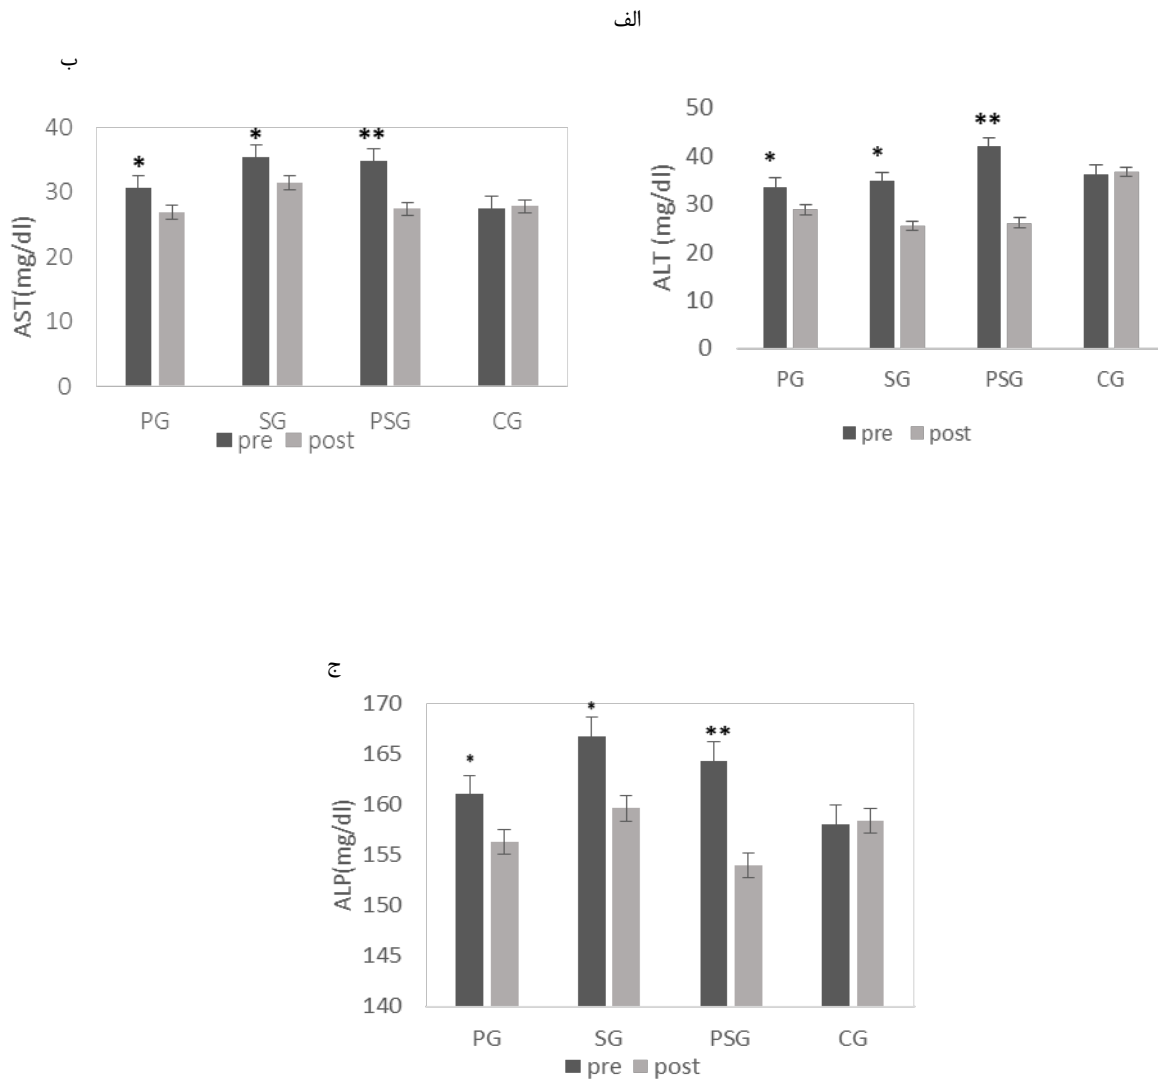 الف
ب
50
40
30
20
10
0
ALT (mg/dl)
**
*
*
PG SG PSG CG
pre post
40
30
20
10
0
AST(mg/dl)
* * **
PG SG PSG CG
pre post
ج
170
165
160
155
150
145
140
ALP(mg/dl)
*
**
*
PG SG PSG CG
pre post